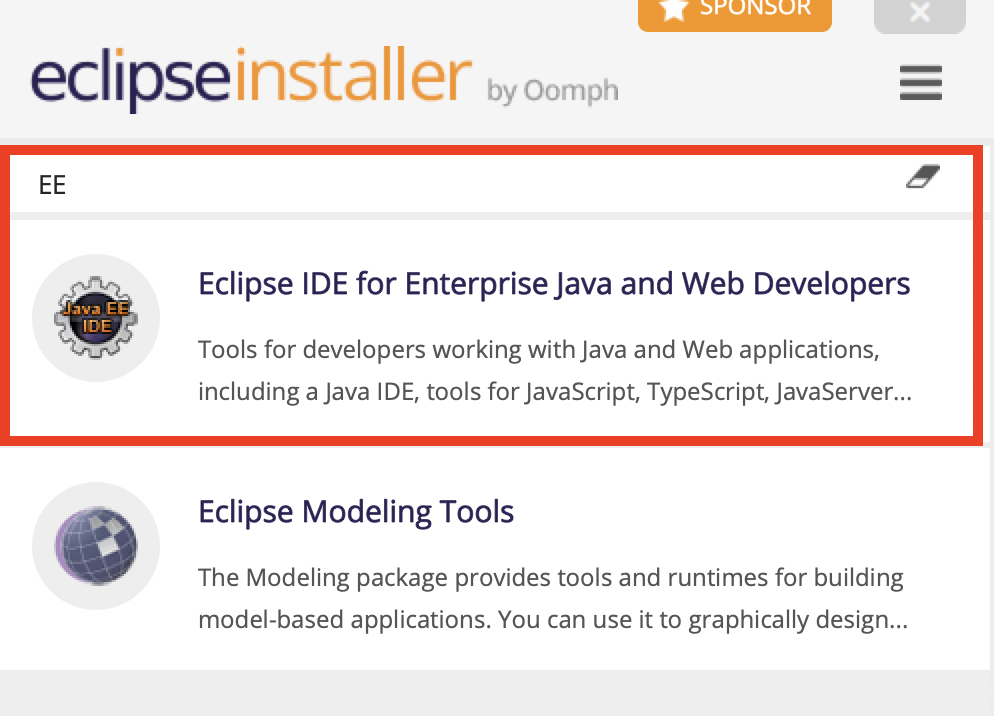 SPONSOR
eclipseinstaller by Oomph
EE
Java EE
IDE
Eclipse IDE for Enterprise Java and Web Developers
Tools for developers working with Java and Web applications,
including a Java IDE, tools for JavaScript, TypeScript, JavaServer...
Eclipse Modeling Tools
The Modeling package provides tools and runtimes for building
model-based applications. You can use it to graphically design...